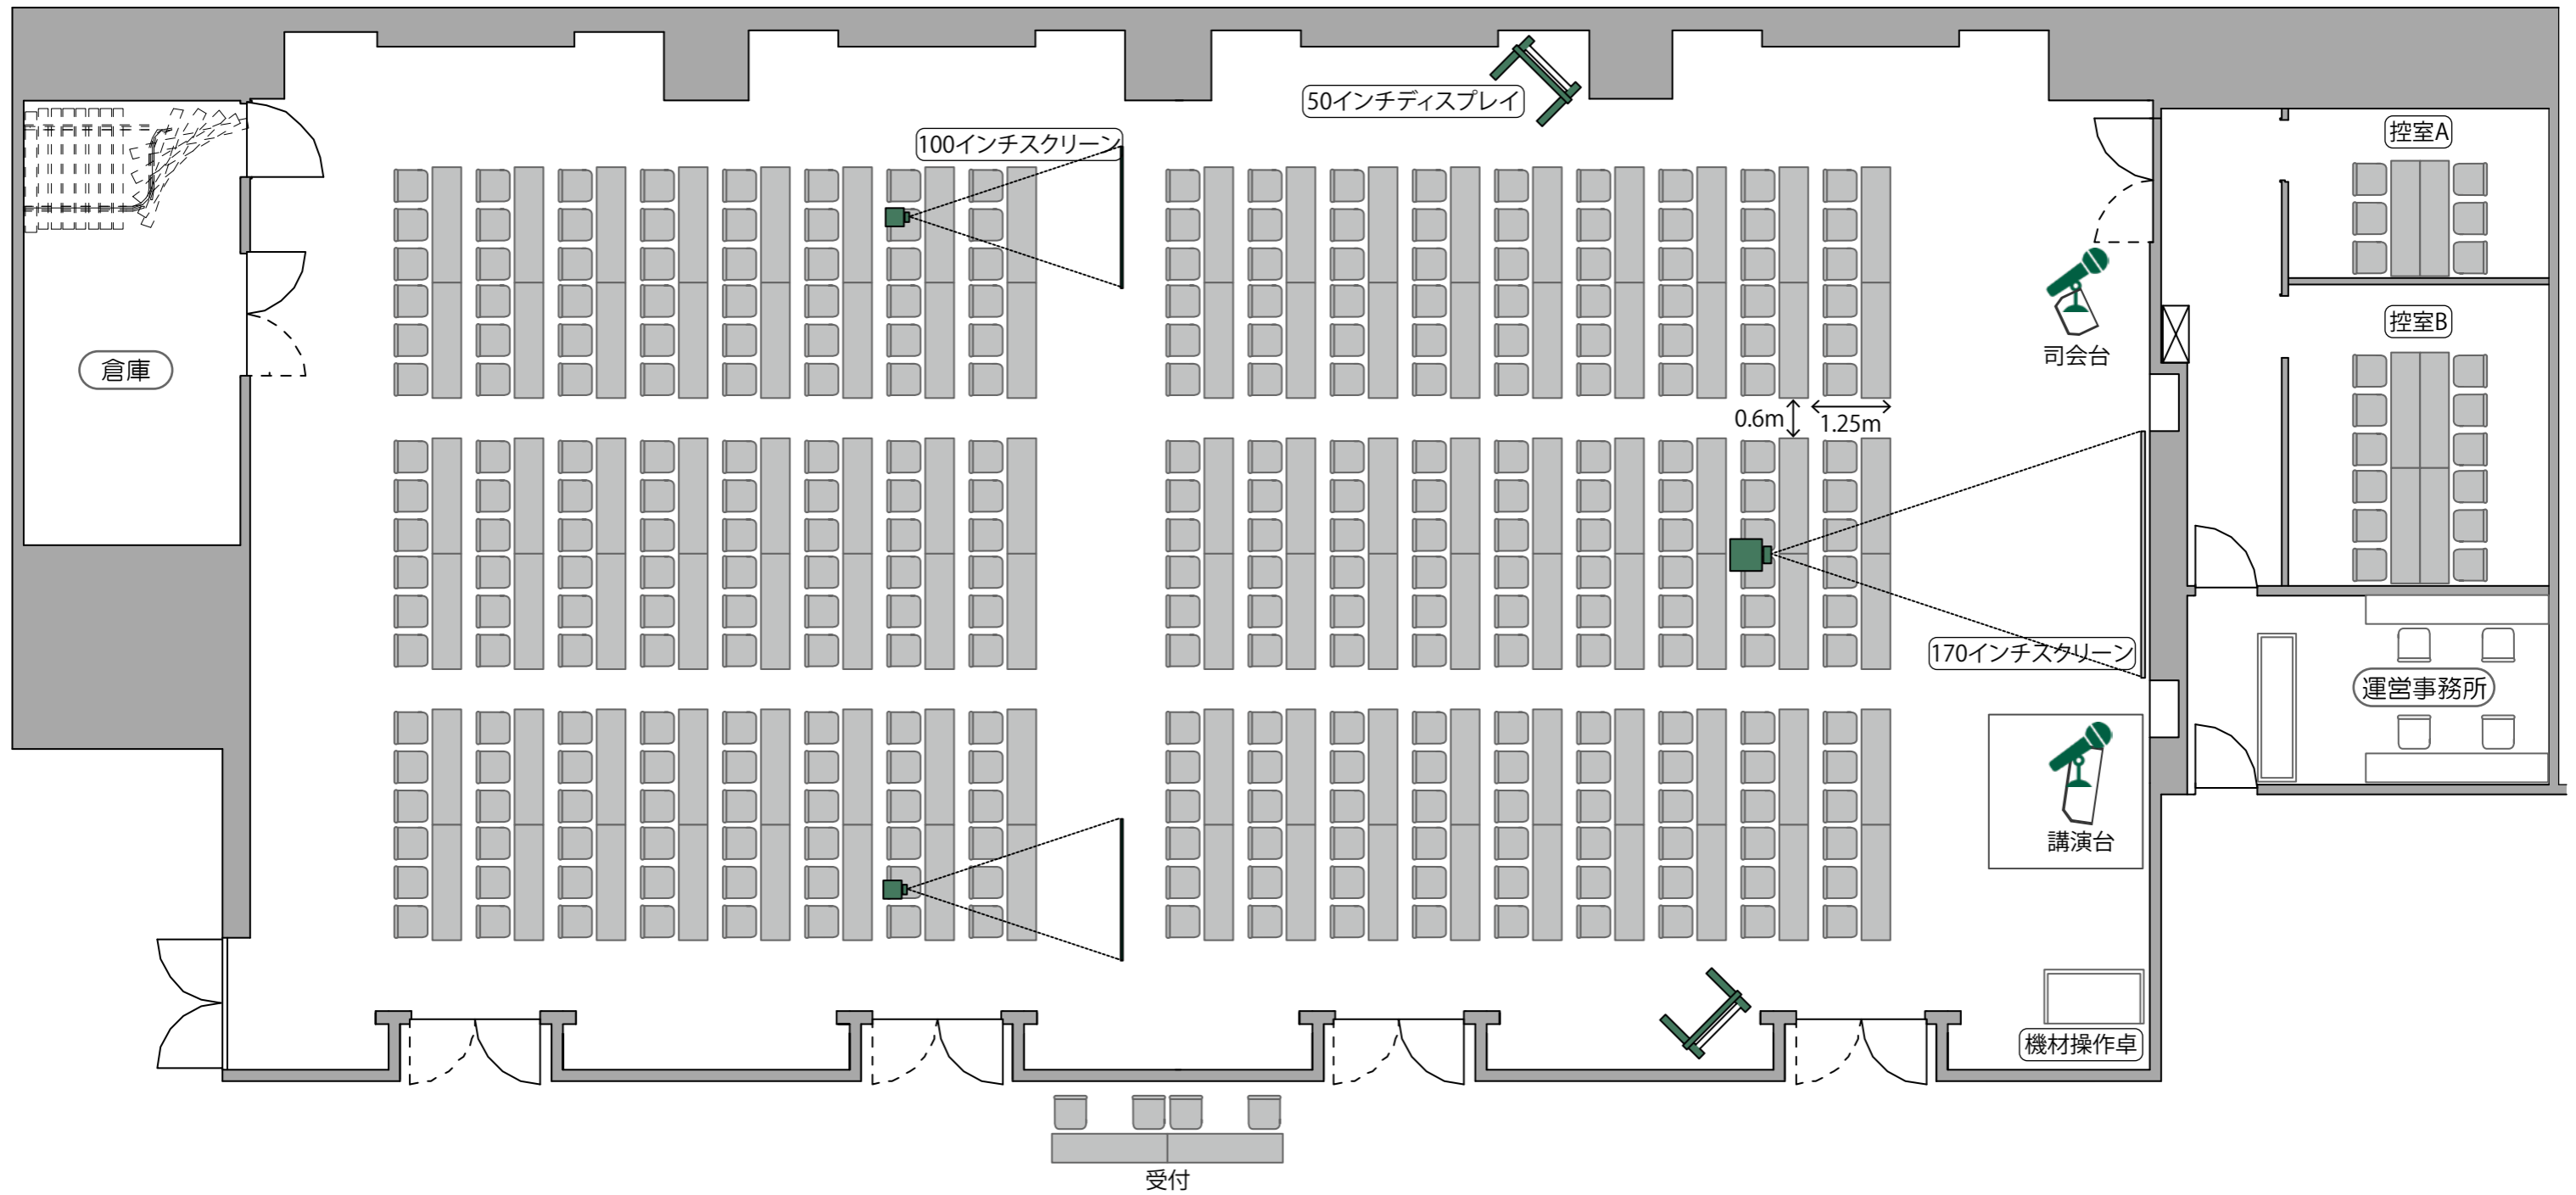 50インチディスプレイ
100インチスクリーン
控室A
控室B
倉庫
司会台
0.6m
1.25m
170インチスクリーン
運営事務所
講演台
機材操作卓
受付